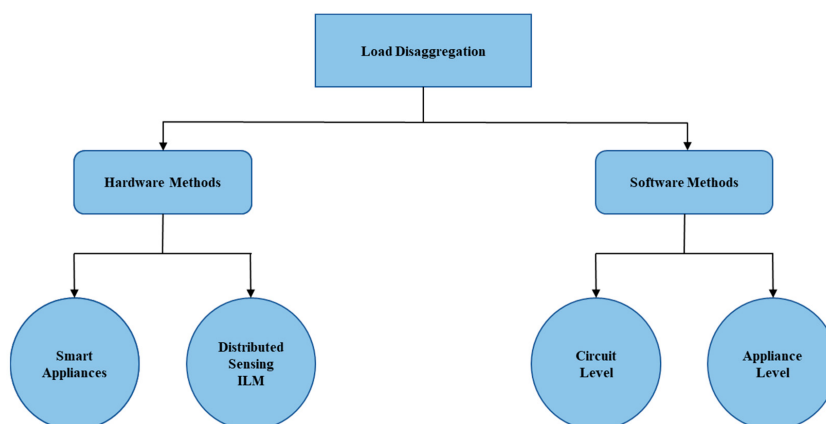 Load Disaggregation
Hardware Methods
Software Methods
Smart
Appliances
Distributed
Sensing
ILM
Circuit
Level
Appliance
Level